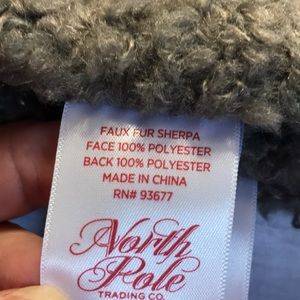 FAUX FUR SHERPA
FACE 100% POLYESTER
BACK 100% POLYESTER
MADE IN CHINA
RN# 93677
North
Pole
TRADING CO.